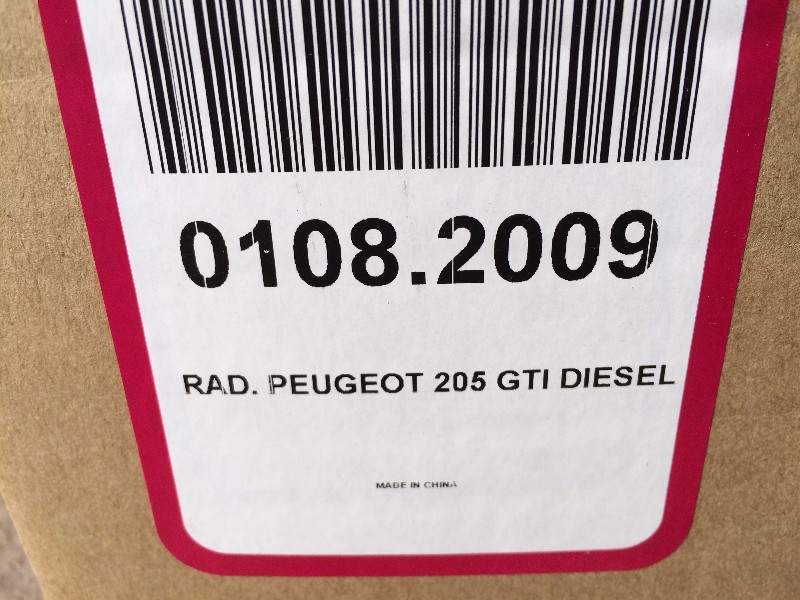 0108.2009
RAD. PEUGEOT 205 GTI DIESEL
MADE IN CHINA